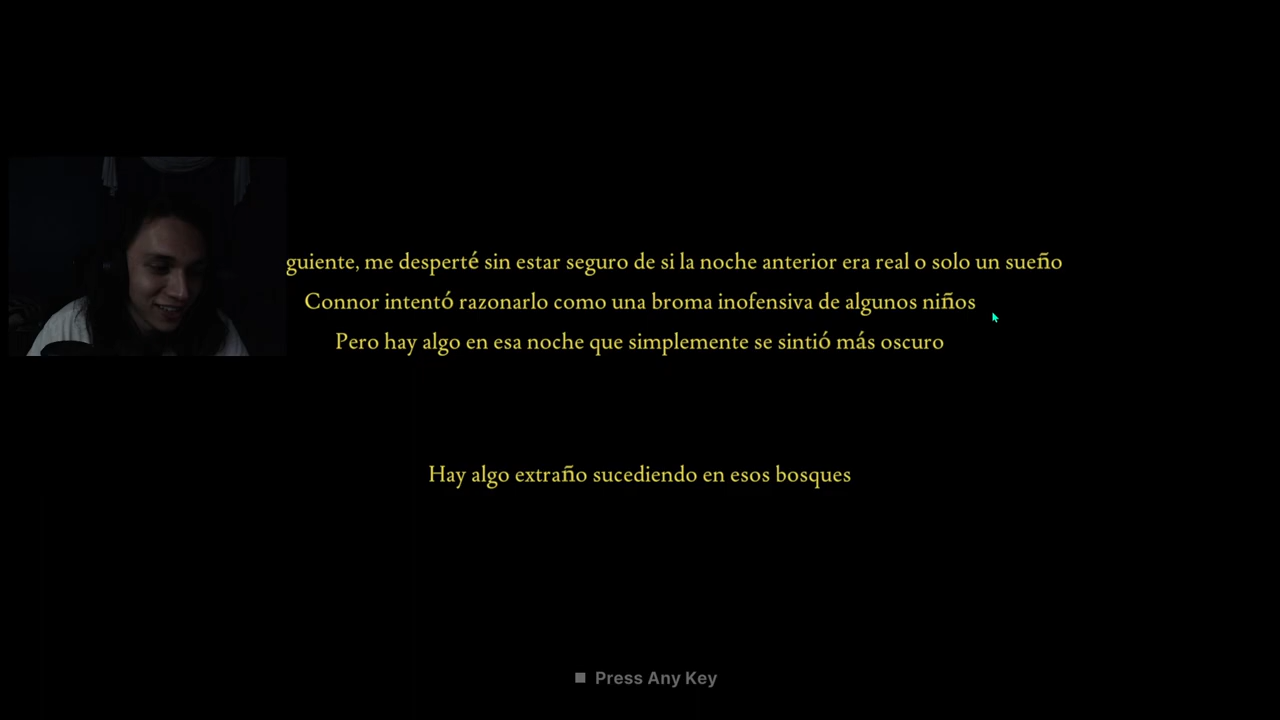 guiente, me desperté sin estar seguro de si la noche anterior era real o solo un sueño
Connor intentó razonarlo como una broma inofensiva de algunos niños
Pero hay algo en esa noche que simplemente se sintió más oscuro
Hay algo extraño sucediendo en esos bosques
Press Any Key